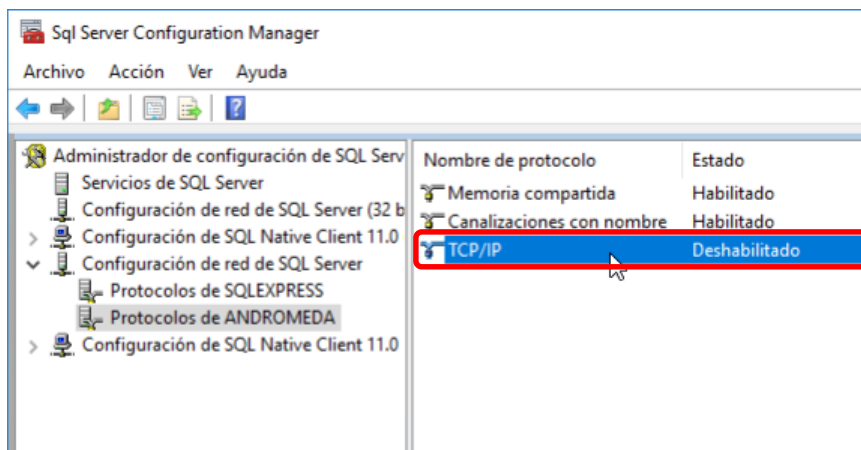 Sql Server Configuration Manager
Archivo Acción Ver Ayuda
Administrador de configuración de SQL Serv
Servicios de SQL Server
Configuración de red de SQL Server (32 b
Configuración de SQL Native Client 11.0
Configuración de red de SQL Server
Protocolos de SQLEXPRESS
Protocolos de ANDROMEDA
Configuración de SQL Native Client 11.0
Nombre de protocolo Estado
Memoria compartida Habilitado
Canalizaciones con nombre Habilitado
TCP/IP Deshabilitado